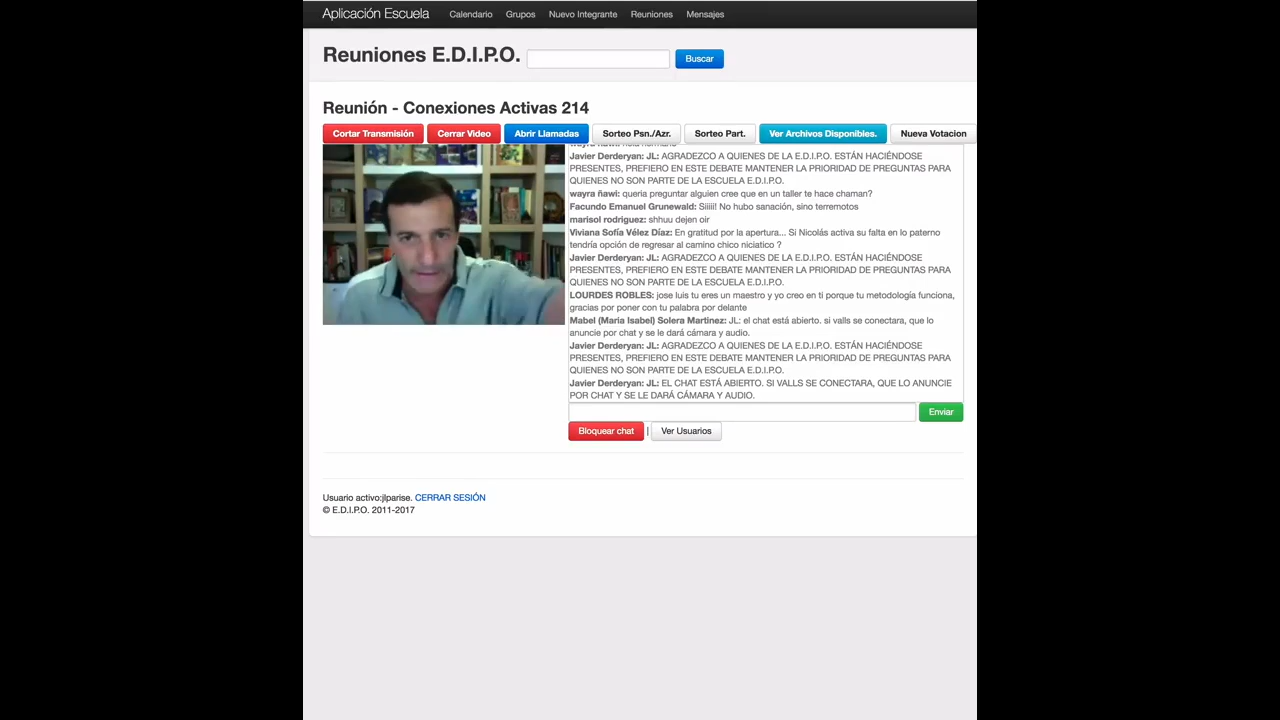 Aplicación Escuela Calendario Grupos Nuevo Integrante Reuniones Mensajes
Reuniones E.D.I.P.O. Buscar
Reunión - Conexiones Activas 214
Cortar Transmisión Cerrar Video Abrir Llamadas Sorteo Psn./Azr. Sorteo Part. Ver Archivos Disponibles. Nueva Votacion
Javier Derderyan: JL: AGRADEZCO A QUIENES DE LA E.D.I.P.O. ESTÁN HACIÉNDOSE
PRESENTES, PREFIERO EN ESTE DEBATE MANTENER LA PRIORIDAD DE PREGUNTAS PARA
QUIENES NO SON PARTE DE LA ESCUELA E.D.I.P.O.
wayra ñawi: queria preguntar alguien cree que en un taller te hace chaman?
Facundo Emanuel Grunewald: Siiiii! No hubo sanación, sino terremotos
marisol rodriguez: shhuu dejen oir
Viviana Sofía Vélez Díaz: En gratitud por la apertura... Si Nicolás activa su falta en lo paterno
tendría opción de regresar al camino chico niciatico ?
Javier Derderyan: JL: AGRADEZCO A QUIENES DE LA E.D.I.P.O. ESTÁN HACIÉNDOSE
PRESENTES, PREFIERO EN ESTE DEBATE MANTENER LA PRIORIDAD DE PREGUNTAS PARA
QUIENES NO SON PARTE DE LA ESCUELA E.D.I.P.O.
LOURDES ROBLES: jose luis tu eres un maestro y yo creo en ti porque tu metodología funciona,
gracias por poner con tu palabra por delante
Mabel (Maria Isabel) Solera Martinez: JL: el chat está abierto. si valls se conectara, que lo
anuncie por chat y se le dará cámara y audio.
Javier Derderyan: JL: AGRADEZCO A QUIENES DE LA E.D.I.P.O. ESTÁN HACIÉNDOSE
PRESENTES, PREFIERO EN ESTE DEBATE MANTENER LA PRIORIDAD DE PREGUNTAS PARA
QUIENES NO SON PARTE DE LA ESCUELA E.D.I.P.O.
Javier Derderyan: JL: EL CHAT ESTÁ ABIERTO. SI VALLS SE CONECTARA, QUE LO ANUNCIE
POR CHAT Y SE LE DARÁ CÁMARA Y AUDIO.
Enviar
Bloquear chat | Ver Usuarios
Usuario activo:jlparise. CERRAR SESIÓN
© E.D.I.P.O. 2011-2017